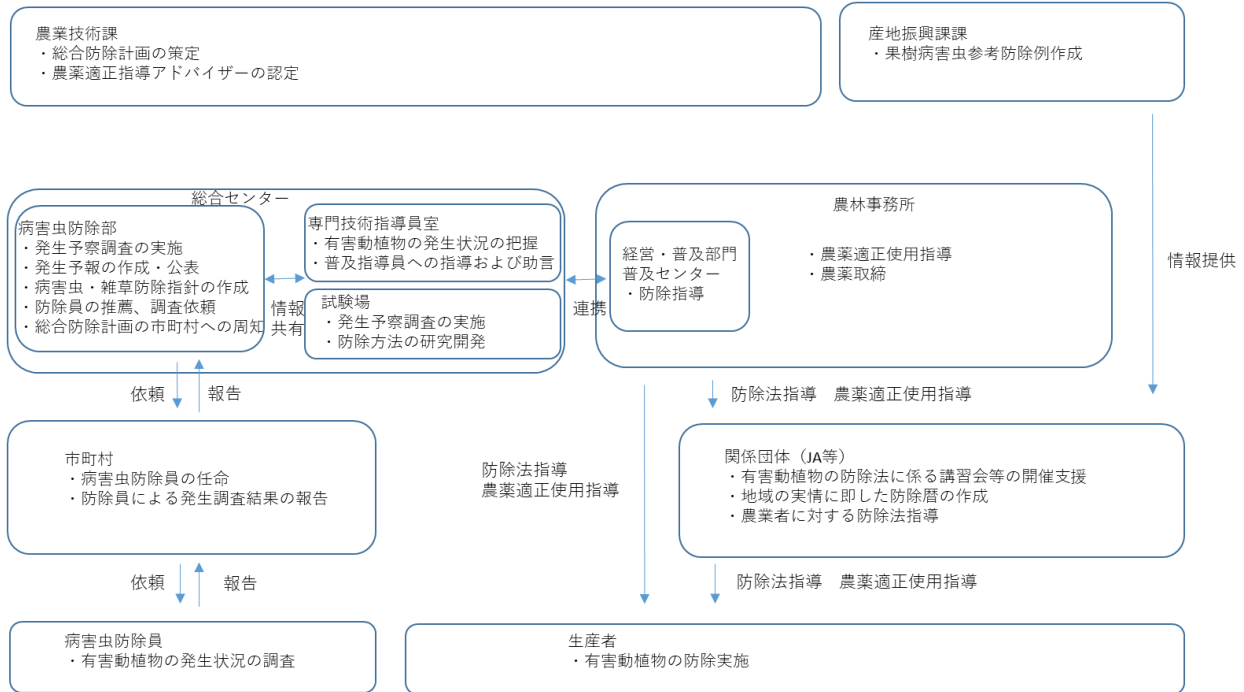 農業技術課
・総合防除計画の策定
・農薬適正指導アドバイザーの認定
産地振興課課
・果樹病害虫参考防除例作成
総合センター
病害虫防除部
・発生予察調査の実施
・発生予報の作成・公表
・病害虫・雑草防除指針の作成
・防除員の推薦、調査依頼
・総合防除計画の市町村への周知
情報
共有
専門技術指導員室
・有害動植物の発生状況の把握
・普及指導員への指導および助言
試験場
・発生予察調査の実施
・防除方法の研究開発
連携
農林事務所
経営・普及部門
普及センター
・防除指導
・農薬適正使用指導
・農薬取締
情報提供
依頼
報告
防除法指導　農薬適正使用指導
市町村
・病害虫防除員の任命
・防除員による発生調査結果の報告
防除法指導
農薬適正使用指導
関係団体（JA等）
・有害動植物の防除法に係る講習会等の開催支援
・地域の実情に即した防除暦の作成
・農業者に対する防除法指導
依頼
報告
防除法指導　農薬適正使用指導
病害虫防除員
・有害動植物の発生状況の調査
生産者
・有害動植物の防除実施